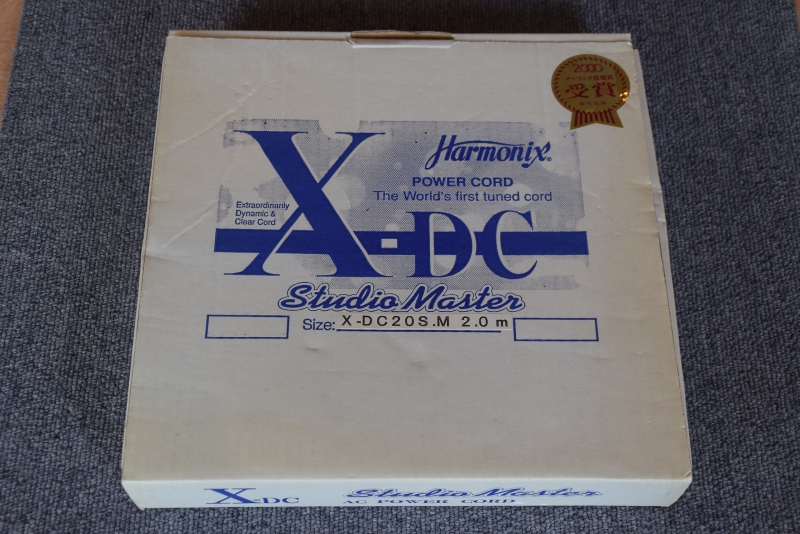 2000
受賞
Harmonix®
POWER CORD
The World's first tuned cord
Extraordinarily
Dynamic &
Clear Cord
X-DC
Studio Master
Size: X-DC20S.M 2.0 m
X-DC Studio Master
AC POWER CORD